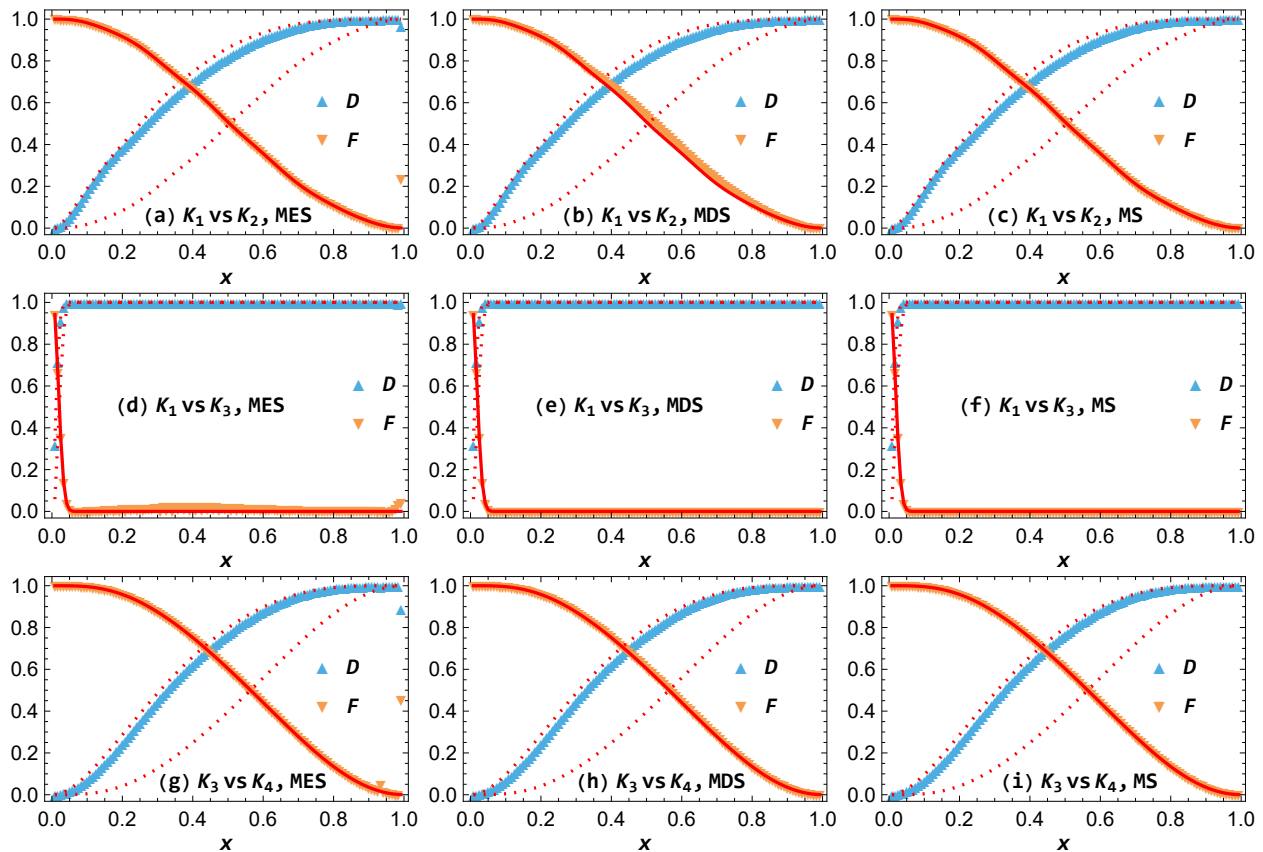 1.0
0.8
0.6
0.4
0.2
0.0
D
F
(a) K₁ vs K₂, MES
0.0 0.2 0.4 0.6 0.8 1.0
x
1.0
0.8
0.6
0.4
0.2
0.0
D
F
(b) K₁ vs K₂, MDS
0.0 0.2 0.4 0.6 0.8 1.0
x
1.0
0.8
0.6
0.4
0.2
0.0
D
F
(c) K₁ vs K₂, MS
0.0 0.2 0.4 0.6 0.8 1.0
x
1.0
0.8
0.6
0.4
0.2
0.0
D
(d) K₁ vs K₃, MES
F
0.0 0.2 0.4 0.6 0.8 1.0
x
1.0
0.8
0.6
0.4
0.2
0.0
D
(e) K₁ vs K₃, MDS
F
0.0 0.2 0.4 0.6 0.8 1.0
x
1.0
0.8
0.6
0.4
0.2
0.0
D
(f) K₁ vs K₃, MS
F
0.0 0.2 0.4 0.6 0.8 1.0
x
1.0
0.8
0.6
0.4
0.2
0.0
D
F
(g) K₃ vs K₄, MES
0.0 0.2 0.4 0.6 0.8 1.0
x
1.0
0.8
0.6
0.4
0.2
0.0
D
F
(h) K₃ vs K₄, MDS
0.0 0.2 0.4 0.6 0.8 1.0
x
1.0
0.8
0.6
0.4
0.2
0.0
D
F
(i) K₃ vs K₄, MS
0.0 0.2 0.4 0.6 0.8 1.0
x